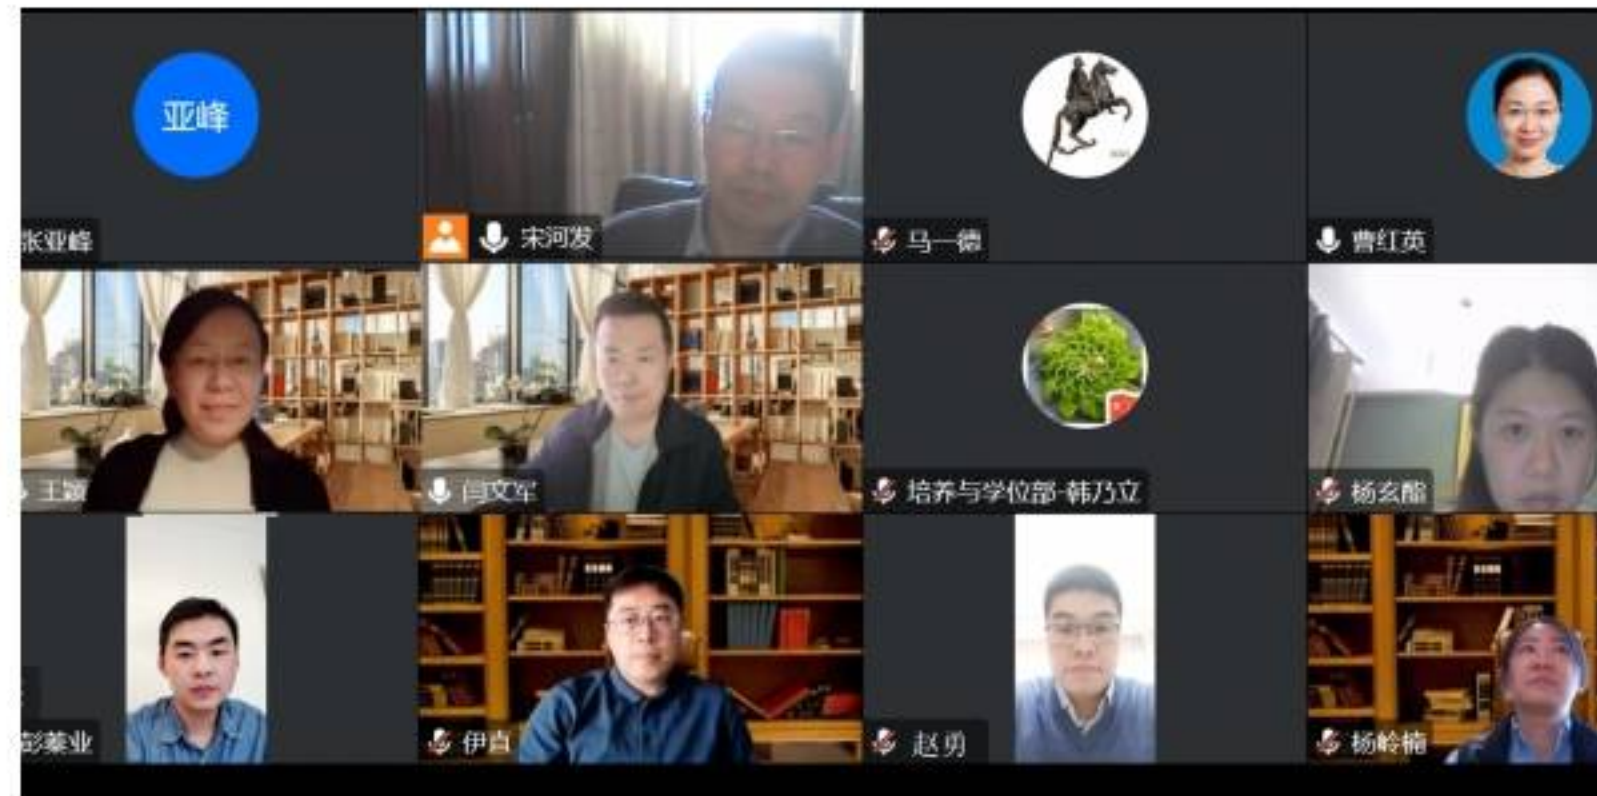 亚峰
张亚峰
宋河发
马一德
曹红英
王颖
闫文军
培养与学位部-韩乃立
杨玄酯
彭蓁业
伊卣
赵勇
杨岭楠